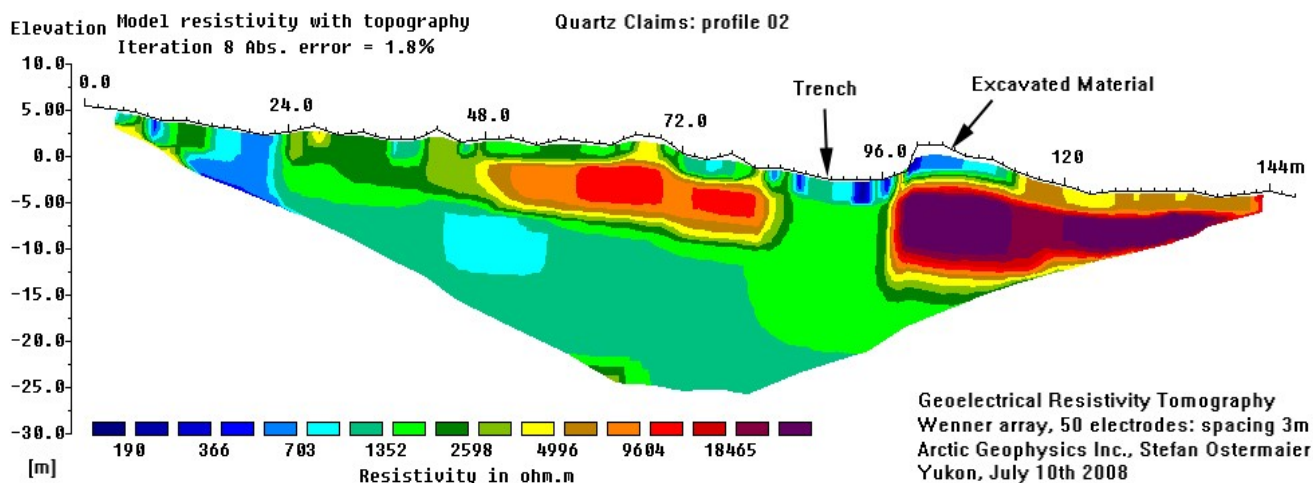 Elevation
Model resistivity with topography
Iteration 8 Abs. error = 1.8%
Quartz Claims: profile 02
10.0
5.00
0.0
-5.00
-10.0
-15.0
-20.0
-25.0
-30.0
[m]
0.0
24.0
48.0
72.0
96.0
120
144m
Trench
Excavated Material
190 366 703 1352 2598 4996 9604 18465
Resistivity in ohm.m
Geoelectrical Resistivity Tomography
Wenner array, 50 electrodes: spacing 3m
Arctic Geophysics Inc., Stefan Ostermaier
Yukon, July 10th 2008